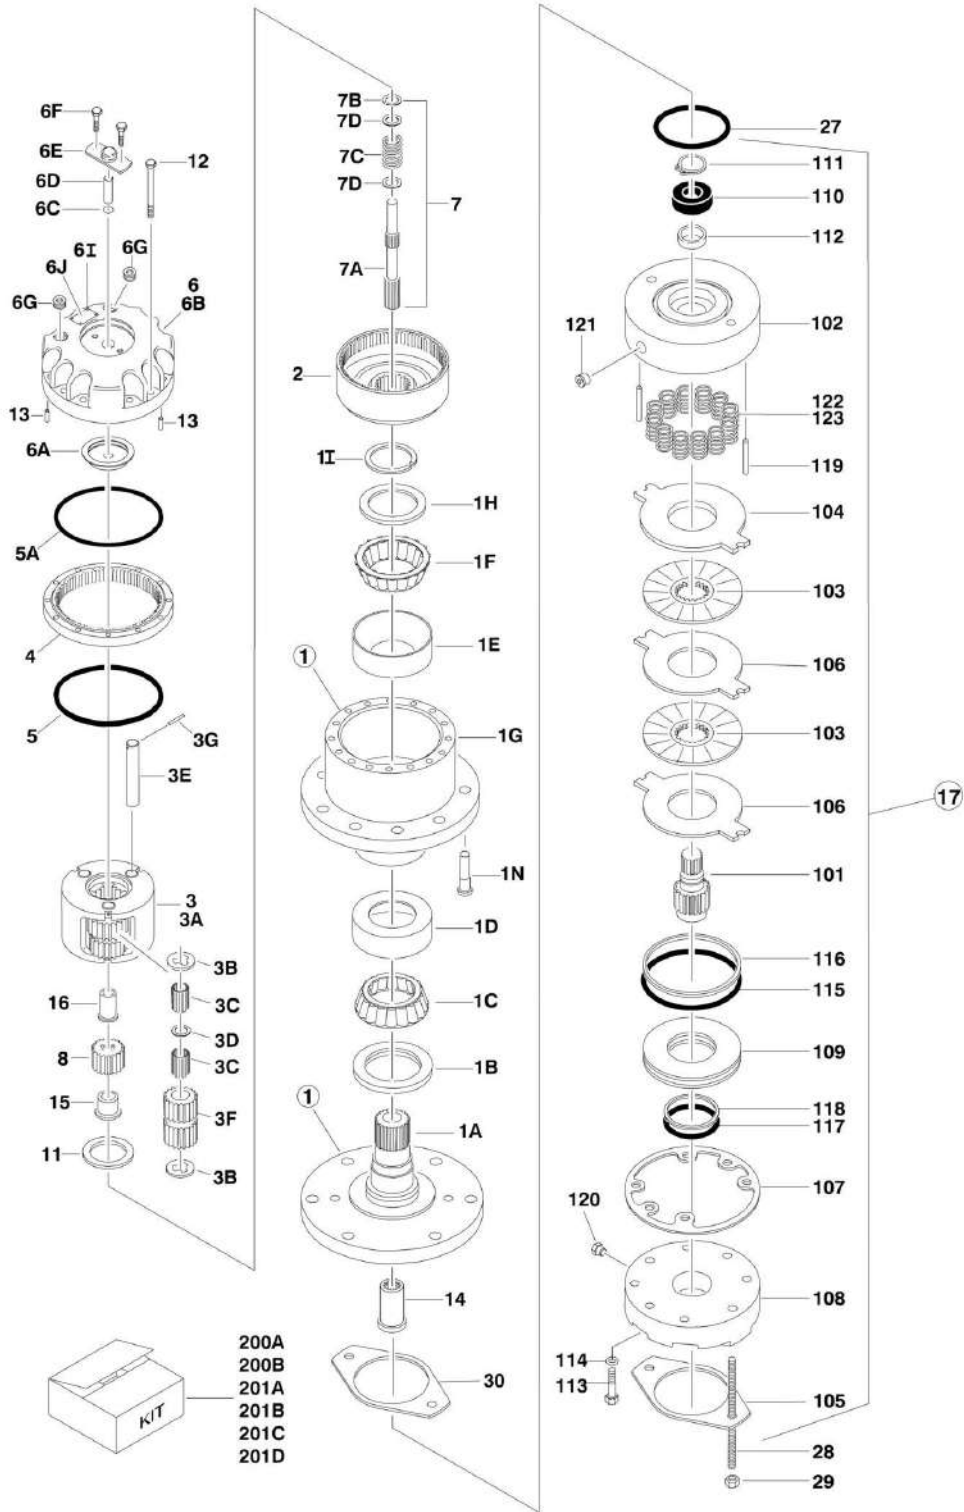 6F
6E
12
6D
6C
6I
6G
6J
6
6B
6G
13
13
6A
5A
4
5
3G
3E
3
3A
3B
16
3C
3D
8
3C
15
3F
11
3B
KIT
200A
200B
201A
201B
201C
201D
7B
7D
7C
7D
7
7A
2
1I
1H
1F
1E
1
1G
1N
1D
1C
1B
1
1A
14
30
27
111
110
112
102
121
122
123
119
104
103
106
103
106
17
101
116
115
109
118
117
107
120
108
114
113
105
28
29